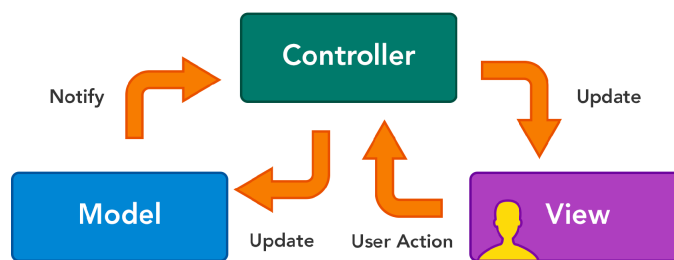 Controller
Notify
Update
Model
View
Update
User Action